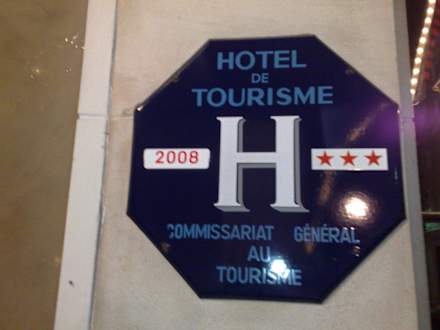 HOTEL
DE
TOURISME
2008 H ★★★
COMMISSARIAT GÉNÉRAL
AU
TOURISME